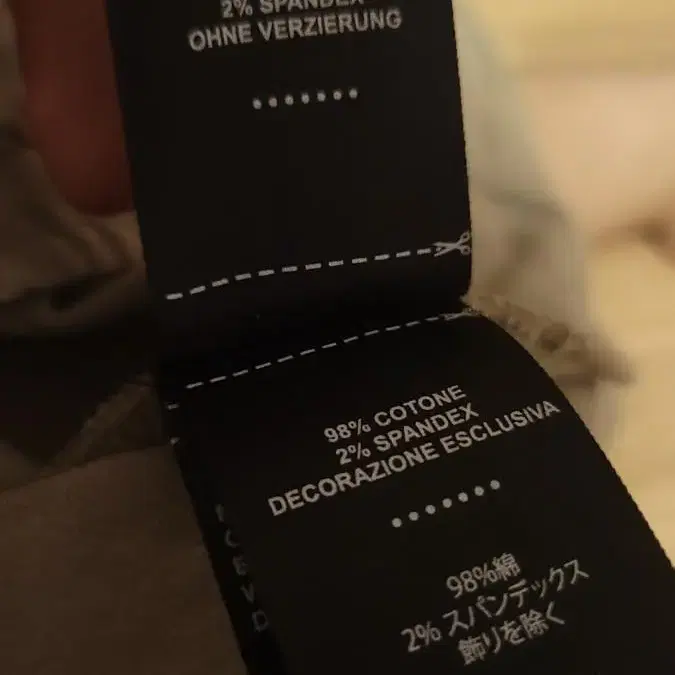 2% SPANDEX
OHNE VERZIERUNG
98% COTONE
2% SPANDEX
DECORAZIONE ESCLUSIVA
98%綿
2% スパンデックス
飾りを除く